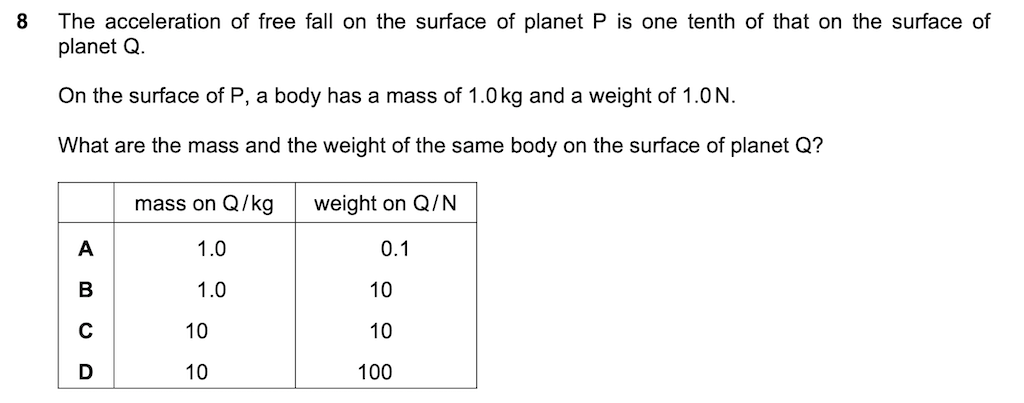 8 The acceleration of free fall on the surface of planet P is one tenth of that on the surface of
planet Q.
On the surface of P, a body has a mass of 1.0 kg and a weight of 1.0 N.
What are the mass and the weight of the same body on the surface of planet Q?
mass on Q / kg weight on Q / N
A 1.0 0.1
B 1.0 10
C 10 10
D 10 100